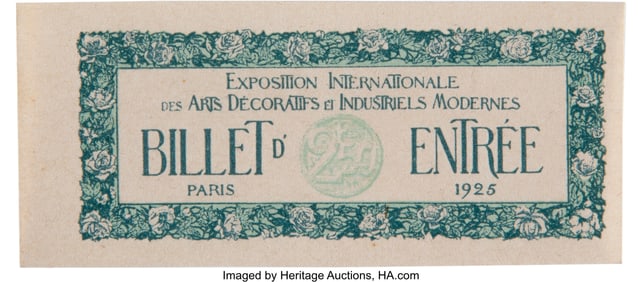 EXPOSITION INTERNATIONALE
DES ARTS DÉCORATIFS ET INDUSTRIELS MODERNES
BILLET D' ENTRÉE
PARIS 1925
Imaged by Heritage Auctions, HA.com